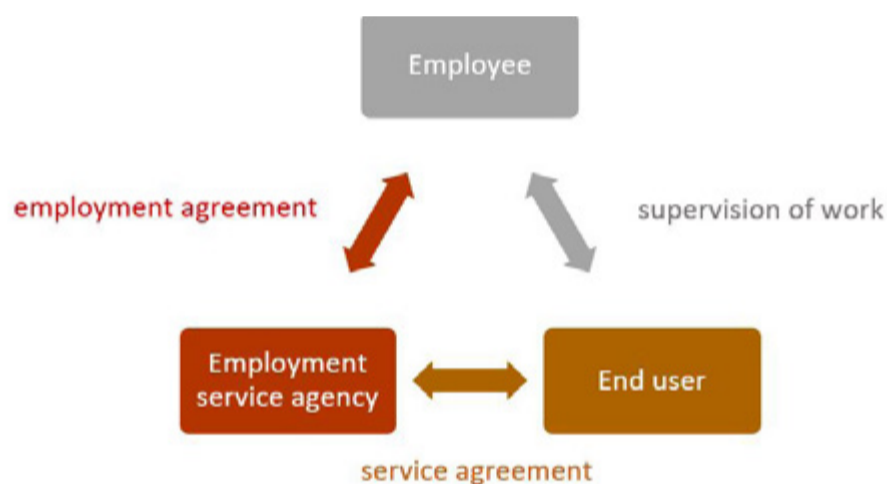 Employee
employment agreement
supervision of work
Employment
service agency
End user
service agreement